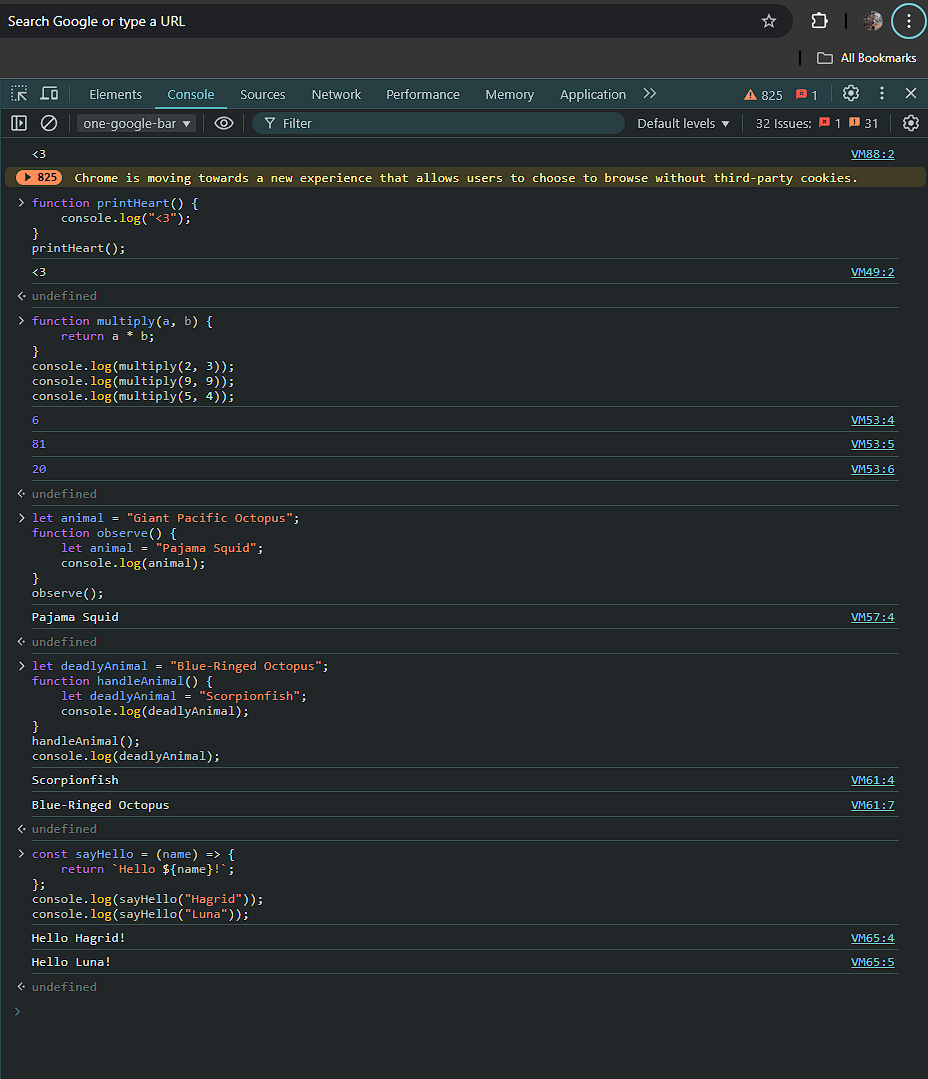 Search Google or type a URL
All Bookmarks
Elements Console Sources Network Performance Memory Application 825 1
one-google-bar Filter Default levels 32 Issues: 1 31
<3 VM88:2
825 Chrome is moving towards a new experience that allows users to choose to browse without third-party cookies.
> function printHeart() {
console.log("<3");
}
printHeart();
<3 VM49:2
undefined
> function multiply(a, b) {
return a * b;
}
console.log(multiply(2, 3));
console.log(multiply(9, 9));
console.log(multiply(5, 4));
6 VM53:4
81 VM53:5
20 VM53:6
undefined
> let animal = "Giant Pacific Octopus";
function observe() {
let animal = "Pajama Squid";
console.log(animal);
}
observe();
Pajama Squid VM57:4
undefined
> let deadlyAnimal = "Blue-Ringed Octopus";
function handleAnimal() {
let deadlyAnimal = "Scorpionfish";
console.log(deadlyAnimal);
}
handleAnimal();
console.log(deadlyAnimal);
Scorpionfish VM61:4
Blue-Ringed Octopus VM61:7
undefined
> const sayHello = (name) => {
return `Hello ${name}!`;
};
console.log(sayHello("Hagrid"));
console.log(sayHello("Luna"));
Hello Hagrid! VM65:4
Hello Luna! VM65:5
undefined
>